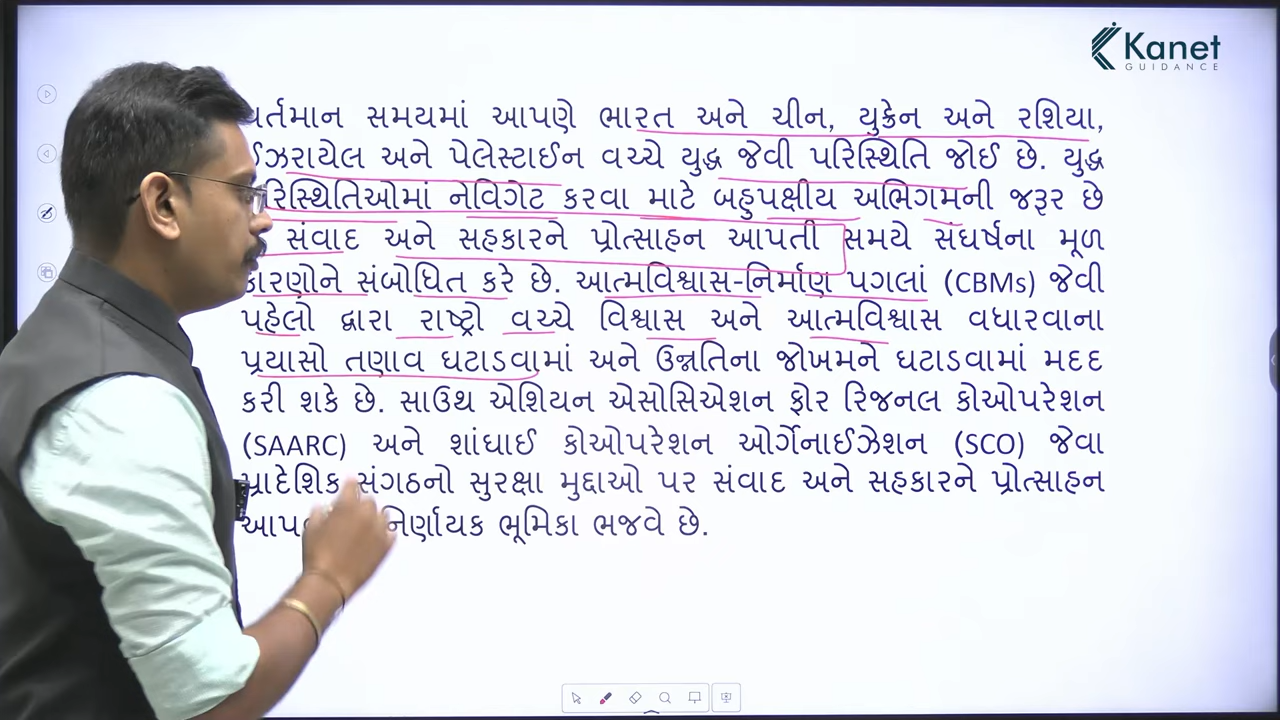 Kanet
GUIDANCE
વર્તમાન સમયમાં આપણે ભારત અને ચીન, યુક્રેન અને રશિયા,
ઈઝરાયેલ અને પેલેસ્ટાઈન વચ્ચે યુદ્ધ જેવી પરિસ્થિતિ જોઈ છે. યુદ્ધ
પરિસ્થિતિઓમાં નેવિગેટ કરવા માટે બહુપક્ષીય અભિગમની જરૂર છે
સંવાદ અને સહકારને પ્રોત્સાહન આપતી સમયે સંઘર્ષના મૂળ
કારણોને સંબોધિત કરે છે. આત્મવિશ્વાસ-નિર્માણ પગલાં (CBMs) જેવી
પહેલો દ્વારા રાષ્ટ્રો વચ્ચે વિશ્વાસ અને આત્મવિશ્વાસ વધારવાના
પ્રયાસો તણાવ ઘટાડવામાં અને ઉન્નતિના જોખમને ઘટાડવામાં મદદ
કરી શકે છે. સાઉથ એશિયન એસોસિએશન ફોર રિજનલ કોઓપરેશન
(SAARC) અને શાંઘાઈ કોઓપરેશન ઓર્ગેનાઈઝેશન (SCO) જેવા
પ્રાદેશિક સંગઠનો સુરક્ષા મુદ્દાઓ પર સંવાદ અને સહકારને પ્રોત્સાહન
નિર્ણાયક ભૂમિકા ભજવે છે.